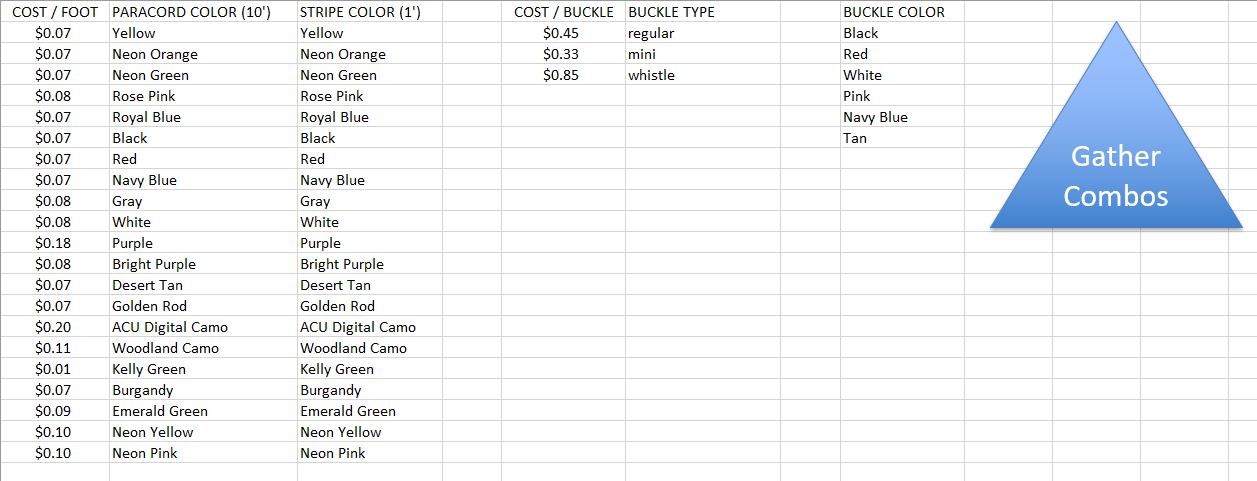 COST / FOOT PARACORD COLOR (10') STRIPE COLOR (1') COST / BUCKLE BUCKLE TYPE BUCKLE COLOR
$0.07 Yellow Yellow $0.45 regular Black
$0.07 Neon Orange Neon Orange $0.33 mini Red
$0.07 Neon Green Neon Green $0.85 whistle White
$0.08 Rose Pink Rose Pink Pink
$0.07 Royal Blue Royal Blue Navy Blue
$0.07 Black Black Tan
$0.07 Red Red
$0.07 Navy Blue Navy Blue
$0.08 Gray Gray
$0.08 White White
$0.18 Purple Purple
$0.08 Bright Purple Bright Purple
$0.07 Desert Tan Desert Tan
$0.07 Golden Rod Golden Rod
$0.20 ACU Digital Camo ACU Digital Camo
$0.11 Woodland Camo Woodland Camo
$0.01 Kelly Green Kelly Green
$0.07 Burgandy Burgandy
$0.09 Emerald Green Emerald Green
$0.10 Neon Yellow Neon Yellow
$0.10 Neon Pink Neon Pink
Gather
Combos